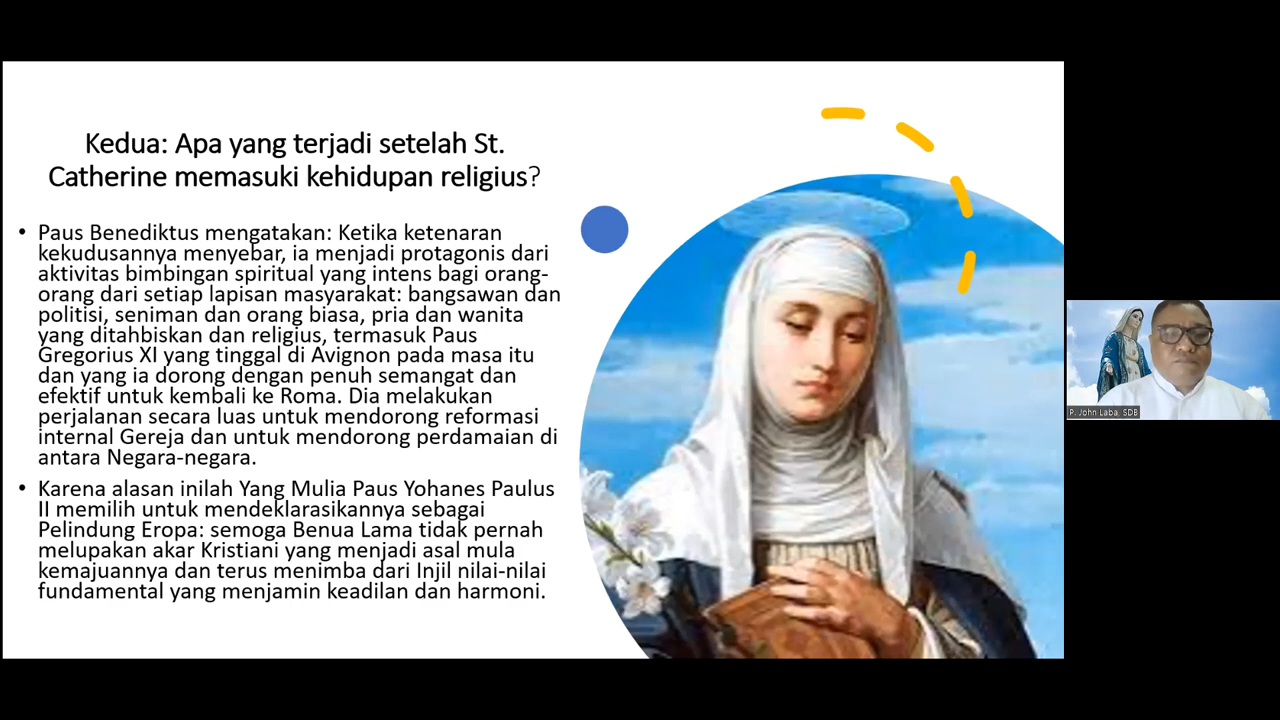 Kedua: Apa yang terjadi setelah St.
Catherine memasuki kehidupan religius?
• Paus Benediktus mengatakan: Ketika ketenaran
kekudusannya menyebar, ia menjadi protagonis dari
aktivitas bimbingan spiritual yang intens bagi orang-
orang dari setiap lapisan masyarakat: bangsawan dan
politisi, seniman dan orang biasa, pria dan wanita
yang ditahbiskan dan religius, termasuk Paus
Gregorius XI yang tinggal di Avignon pada masa itu
dan yang ia dorong dengan penuh semangat dan
efektif untuk kembali ke Roma. Dia melakukan
perjalanan secara luas untuk mendorong reformasi
internal Gereja dan untuk mendorong perdamaian di
antara Negara-negara.
• Karena alasan inilah Yang Mulia Paus Yohanes Paulus
II memilih untuk mendeklarasikannya sebagai
Pelindung Eropa: semoga Benua Lama tidak pernah
melupakan akar Kristiani yang menjadi asal mula
kemajuannya dan terus menimba dari Injil nilai-nilai
fundamental yang menjamin keadilan dan harmoni.
P. John Laba, SDB